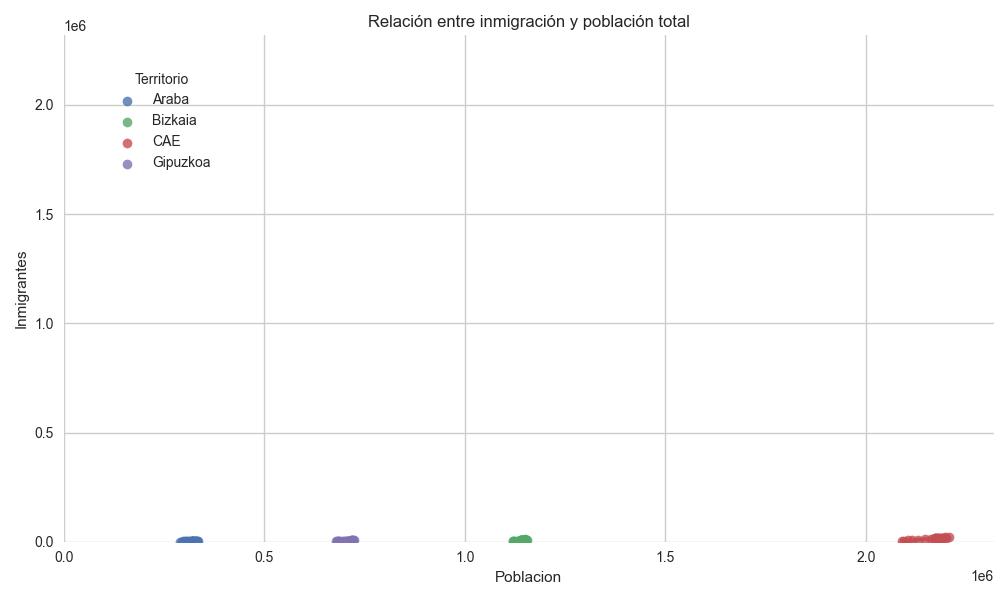 Relación entre inmigración y población total
1e6
Territorio
Araba
Bizkaia
CAE
Gipuzkoa
2.0
1.5
1.0
0.5
0.0
Inmigrantes
0.0 0.5 1.0 1.5 2.0
Poblacion
1e6